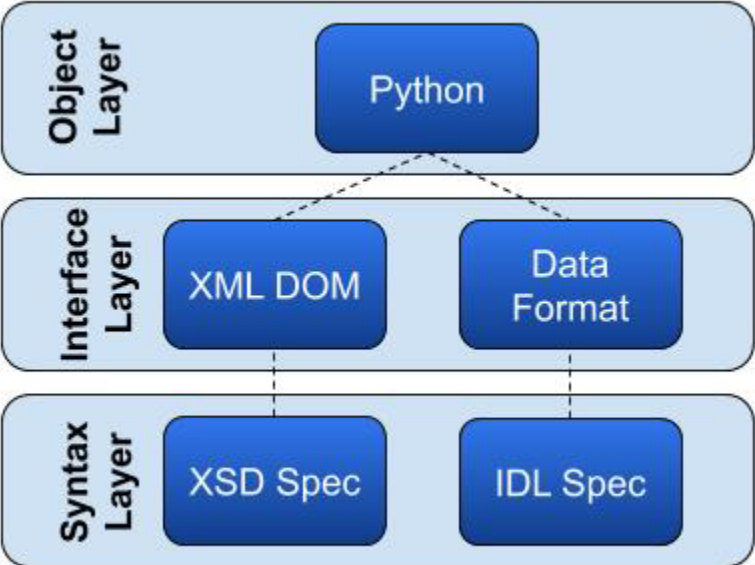 Object
Layer
Python
Interface
Layer
XML DOM
Data
Format
Syntax
Layer
XSD Spec
IDL Spec